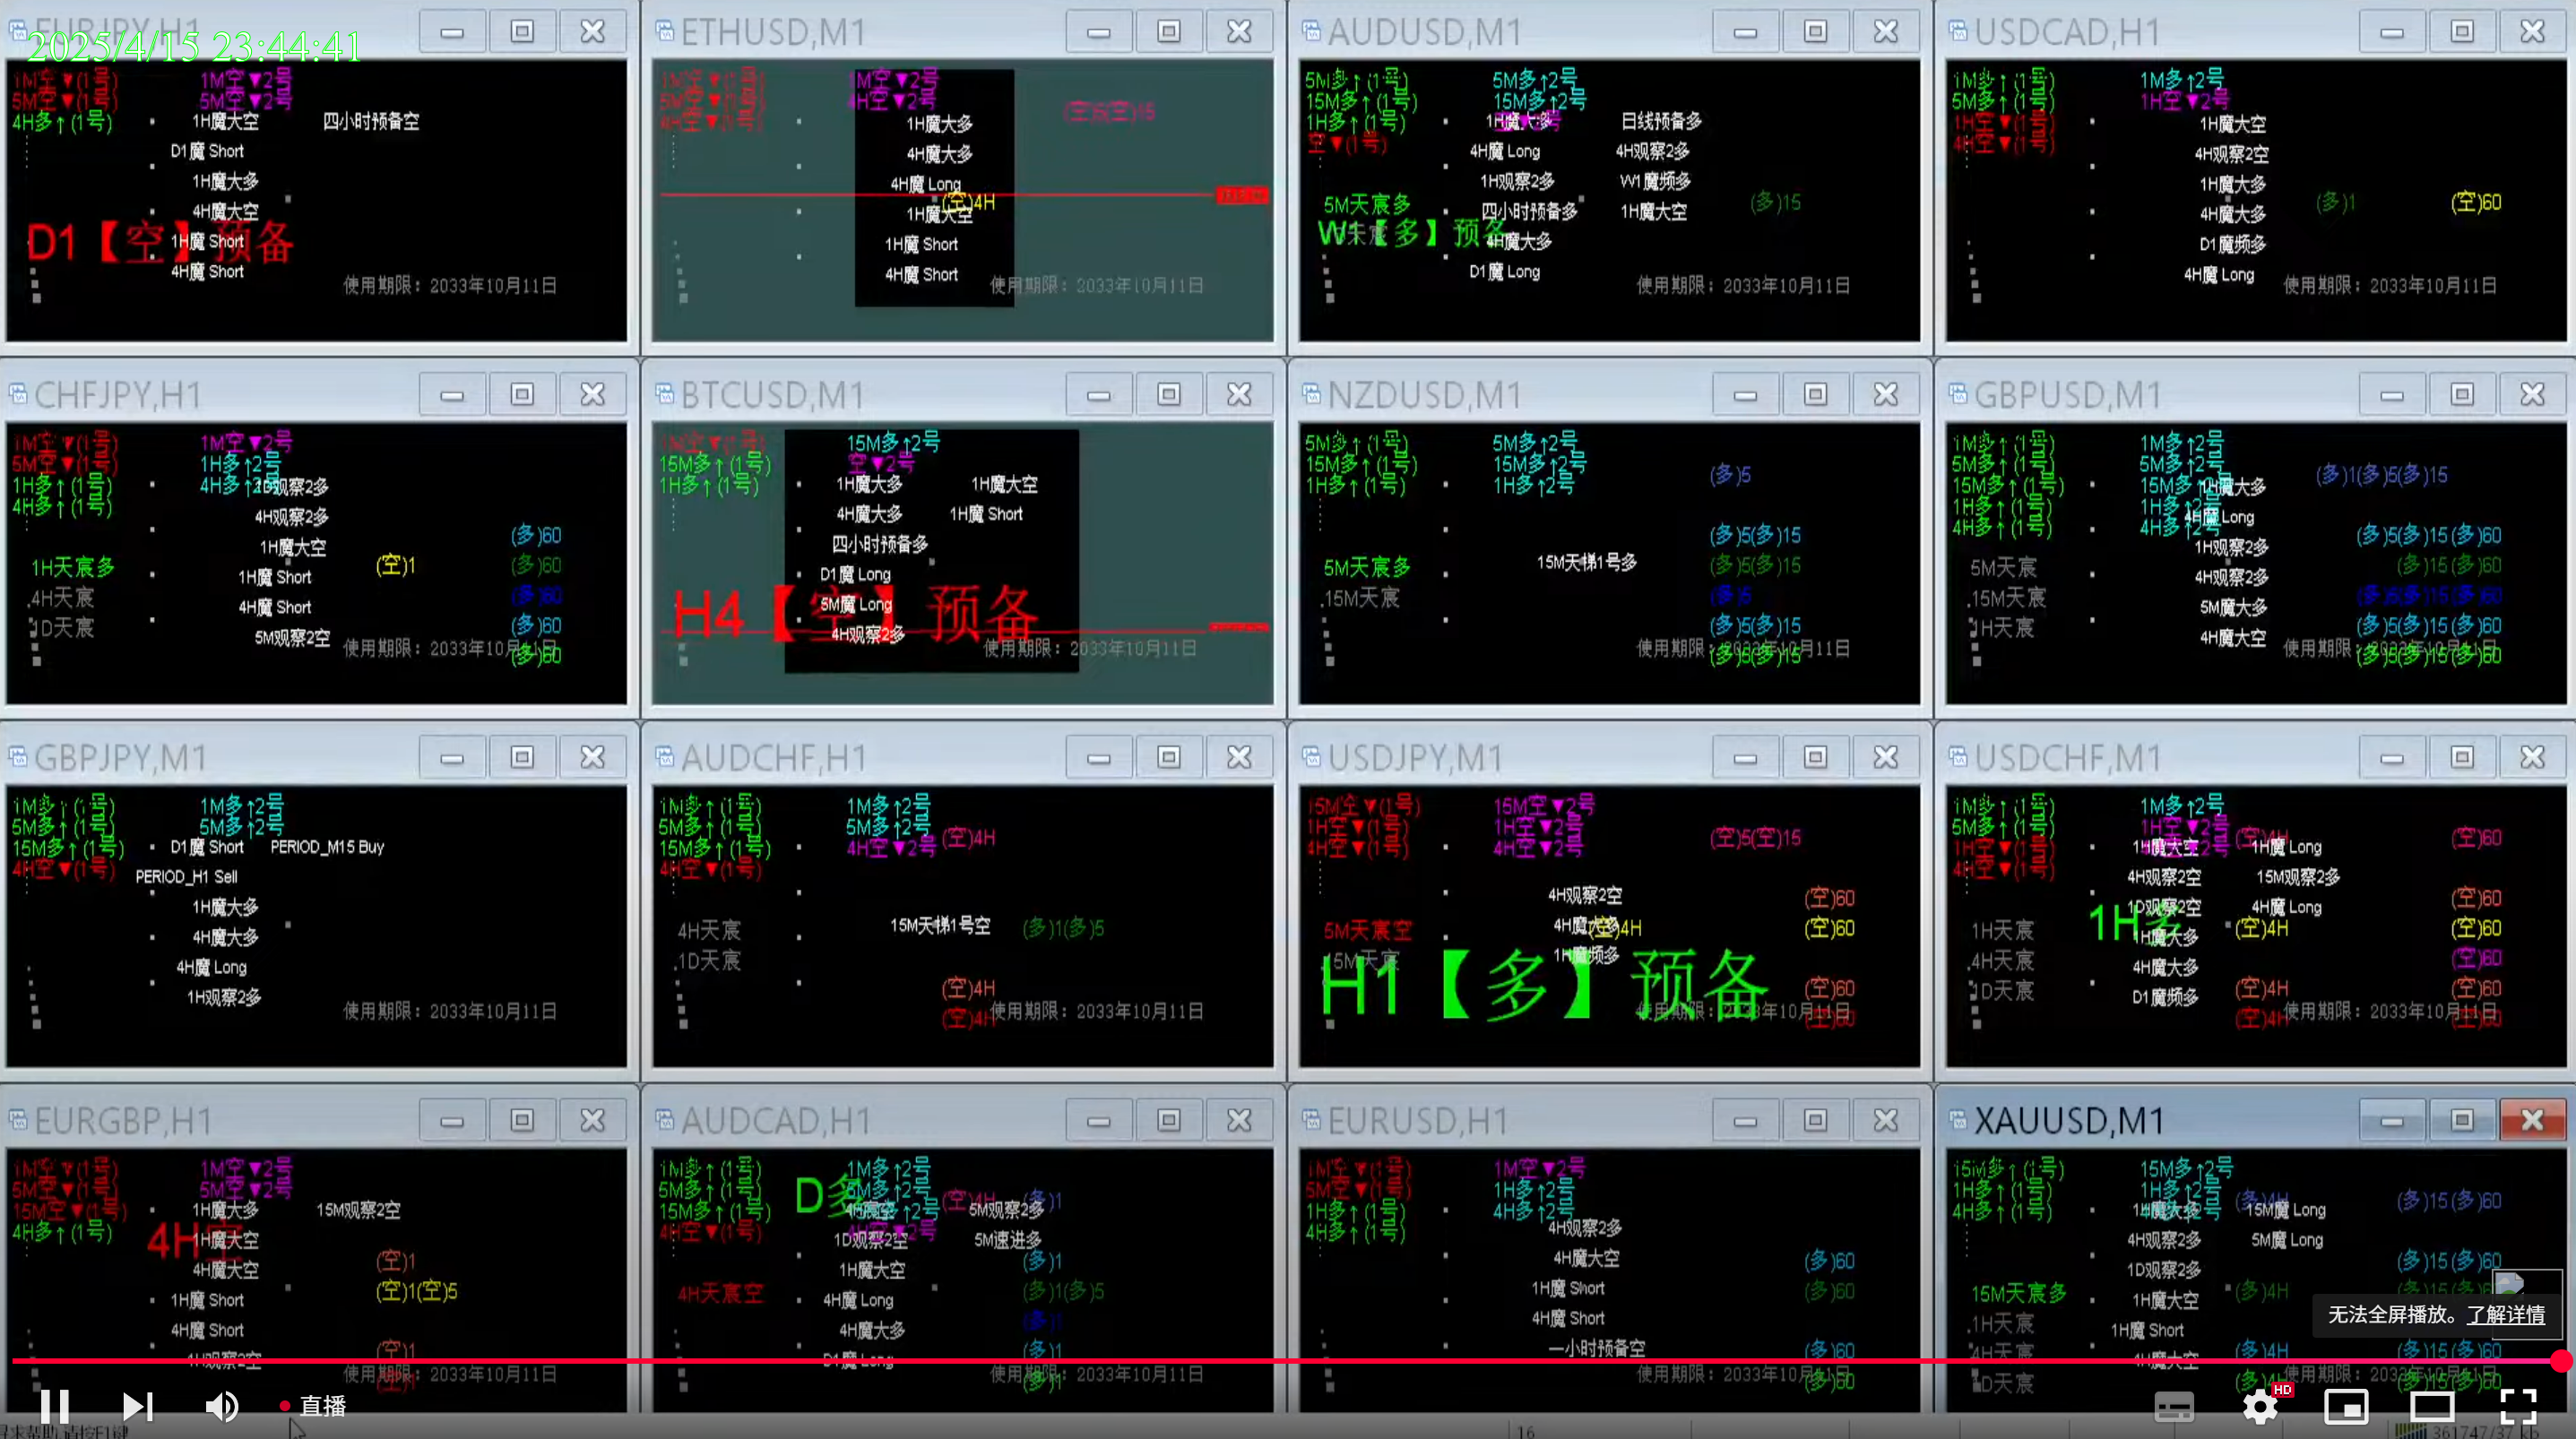 EURJPY,H1
2025/4/15 23:44:41
1M空▼(1号) 1M空▼2号
5M空▼(1号) 5M空▼2号
4H多↑(1号) 1H魔大空 四小时预备空
D1魔 Short
1H魔大多
4H魔大空
D1【空】预备
1H魔 Short
4H魔 Short
使用期限：2033年10月11日
ETHUSD,M1
1M空▼(1号) 1M空▼2号
5M空▼(1号) 4H空▼2号
4H空▼(1号) 1H魔大多
4H魔大多
4H魔 Long
(空)4H
1H魔大空
1H魔 Short
4H魔 Short
使用期限：2033年10月11日
AUDUSD,M1
5M多↑(1号) 5M多↑2号
15M多↑(1号) 15M多↑2号
1H多↑(1号) 1H魔大多 日线预备多
空▼(1号) 4H魔 Long 4H观察2多
1H观察2多 W1魔频多
5M天宸多 四小时预备多 1H魔大空 (多)15
W1【多】预备
4H魔大多
D1魔 Long
使用期限：2033年10月11日
USDCAD,H1
1M多↑(1号) 1M多↑2号
5M多↑(1号) 1H空▼2号
1H空▼(1号) 1H魔大空
4H空▼(1号) 4H观察2空
1H魔大多
4H魔大多 (多)1 (空)60
D1魔频多
4H魔 Long
使用期限：2033年10月11日
CHFJPY,H1
1M空▼(1号) 1M空▼2号
5M空▼(1号) 1H多↑2号
1H多↑(1号) 4H多↑2号 1D观察2多
4H多↑(1号) 4H观察2多
(多)60
1H魔大空
1H天宸多 (空)1 (多)60
1H魔 Short
4H天宸 (多)60
4H魔 Short
1D天宸 5M观察2空 (多)60
使用期限：2033年10月11日
(多)60
BTCUSD,M1
1M空▼(1号) 15M多↑2号
15M多↑(1号) 空▼2号
1H多↑(1号) 1H魔大多 1H魔大空
4H魔大多 1H魔 Short
四小时预备多
D1魔 Long
H4【空】预备
5M魔 Long
4H观察2多
使用期限：2033年10月11日
NZDUSD,M1
5M多↑(1号) 5M多↑2号
15M多↑(1号) 15M多↑2号 (多)5
1H多↑(1号) 1H多↑2号
(多)5(多)15
5M天宸多 15M天梯1号多 (多)5(多)15
15M天宸 (多)5
(多)5(多)15
使用期限：2033年10月11日
(多)5(多)15
GBPUSD,M1
1M多↑(1号) 1M多↑2号
5M多↑(1号) 5M多↑2号 (多)1(多)5(多)15
15M多↑(1号) 15M多↑2号 1H魔大多
1H多↑(1号) 1H多↑2号
4H多↑(1号) 4H多↑2号 4H魔 Long
1H观察2多 (多)5(多)15(多)60
5M天宸 4H观察2多 (多)15(多)60
15M天宸 5M魔大多 (多)5(多)15(多)60
1H天宸 4H魔大空 (多)5(多)15(多)60
使用期限：2033年10月11日
(多)5(多)15(多)60
GBPJPY,M1
1M多↑(1号) 1M多↑2号
5M多↑(1号) 5M多↑2号
15M多↑(1号) D1魔 Short PERIOD_M15 Buy
4H空▼(1号) PERIOD_H1 Sell
1H魔大多
4H魔大多
4H魔 Long
1H观察2多
使用期限：2033年10月11日
AUDCHF,H1
1M多↑(1号) 1M多↑2号
5M多↑(1号) 5M多↑2号
15M多↑(1号) 4H空▼2号 (空)4H
4H空▼(1号)
4H天宸 15M天梯1号空 (多)1(多)5
1D天宸
(空)4H
(空)4H
使用期限：2033年10月11日
USDJPY,M1
15M空▼(1号) 15M空▼2号
1H空▼(1号) 1H空▼2号 (空)5(空)15
4H空▼(1号) 4H空▼2号
4H观察2空 (空)60
5M天宸空 4H魔大多 (空)4H (空)60
15M天宸 1H魔频多
H1【多】预备
(空)60
使用期限：2033年10月11日
(空)60
USDCHF,M1
1M多↑(1号) 1M多↑2号
5M多↑(1号) 1H空▼2号 (空)4H (空)60
1H空▼(1号) 1H魔大空 1H魔 Long
4H空▼(1号) 4H观察2空 15M观察2多
1D观察2空 4H魔 Long (空)60
1H天宸 1H多 1H魔大多 (空)4H (空)60
4H天宸 4H魔大多 (空)60
1D天宸 D1魔频多 (空)4H (空)60
(空)4H 使用期限：2033年10月11日
(空)60
EURGBP,H1
1M空▼(1号) 1M空▼2号
5M空▼(1号) 5M空▼2号
15M空▼(1号) 1H魔大多 15M观察2空
4H多↑(1号) 4H空 1H魔大空
4H魔大空 (空)1
1H魔 Short (空)1(空)5
4H魔 Short
4H观察2空 (空)1
使用期限：2033年10月11日
(空)1
AUDCAD,H1
1M多↑(1号) 1M多↑2号
5M多↑(1号) D多 5M多↑2号 (空)4H (多)1
15M多↑(1号) 15M多↑2号 5M观察2多
4H空▼(1号) 4H空▼2号
1D观察2空 5M速进多
1H魔大空 (多)1
4H天宸空 4H魔 Long (多)1(多)5
4H魔大多 (多)1
D1魔 Long (多)1
使用期限：2033年10月11日
(多)1
EURUSD,H1
1M空▼(1号) 1M空▼2号
5M空▼(1号) 1H多↑2号
1H多↑(1号) 4H多↑2号
4H多↑(1号) 4H观察2多
4H魔大空 (多)60
1H魔 Short (多)60
4H魔 Short
一小时预备空 (多)60
使用期限：2033年10月11日
(多)60
XAUUSD,M1
15M多↑(1号) 15M多↑2号
1H多↑(1号) 1H多↑2号 (多)4H (多)15(多)60
4H多↑(1号) 4H多↑2号 1H魔大多 15M魔 Long
4H观察2多 5M魔 Long
1D观察2多 (多)15(多)60
15M天宸多 1H魔大空 (多)4H
1H天宸 1H魔 Short
无法全屏播放。了解详情
4H天宸 4H魔大空 (多)4H (多)15(多)60
1D天宸 使用期限：2033年10月11日
直播
HD
16
361747/37 kb